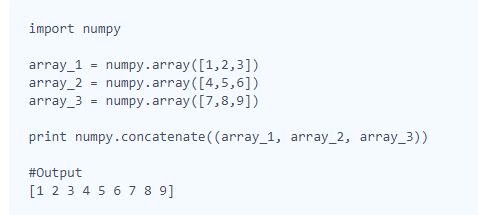 import numpy
array_1 = numpy.array([1,2,3])
array_2 = numpy.array([4,5,6])
array_3 = numpy.array([7,8,9])
print numpy.concatenate((array_1, array_2, array_3))
#Output
[1 2 3 4 5 6 7 8 9]